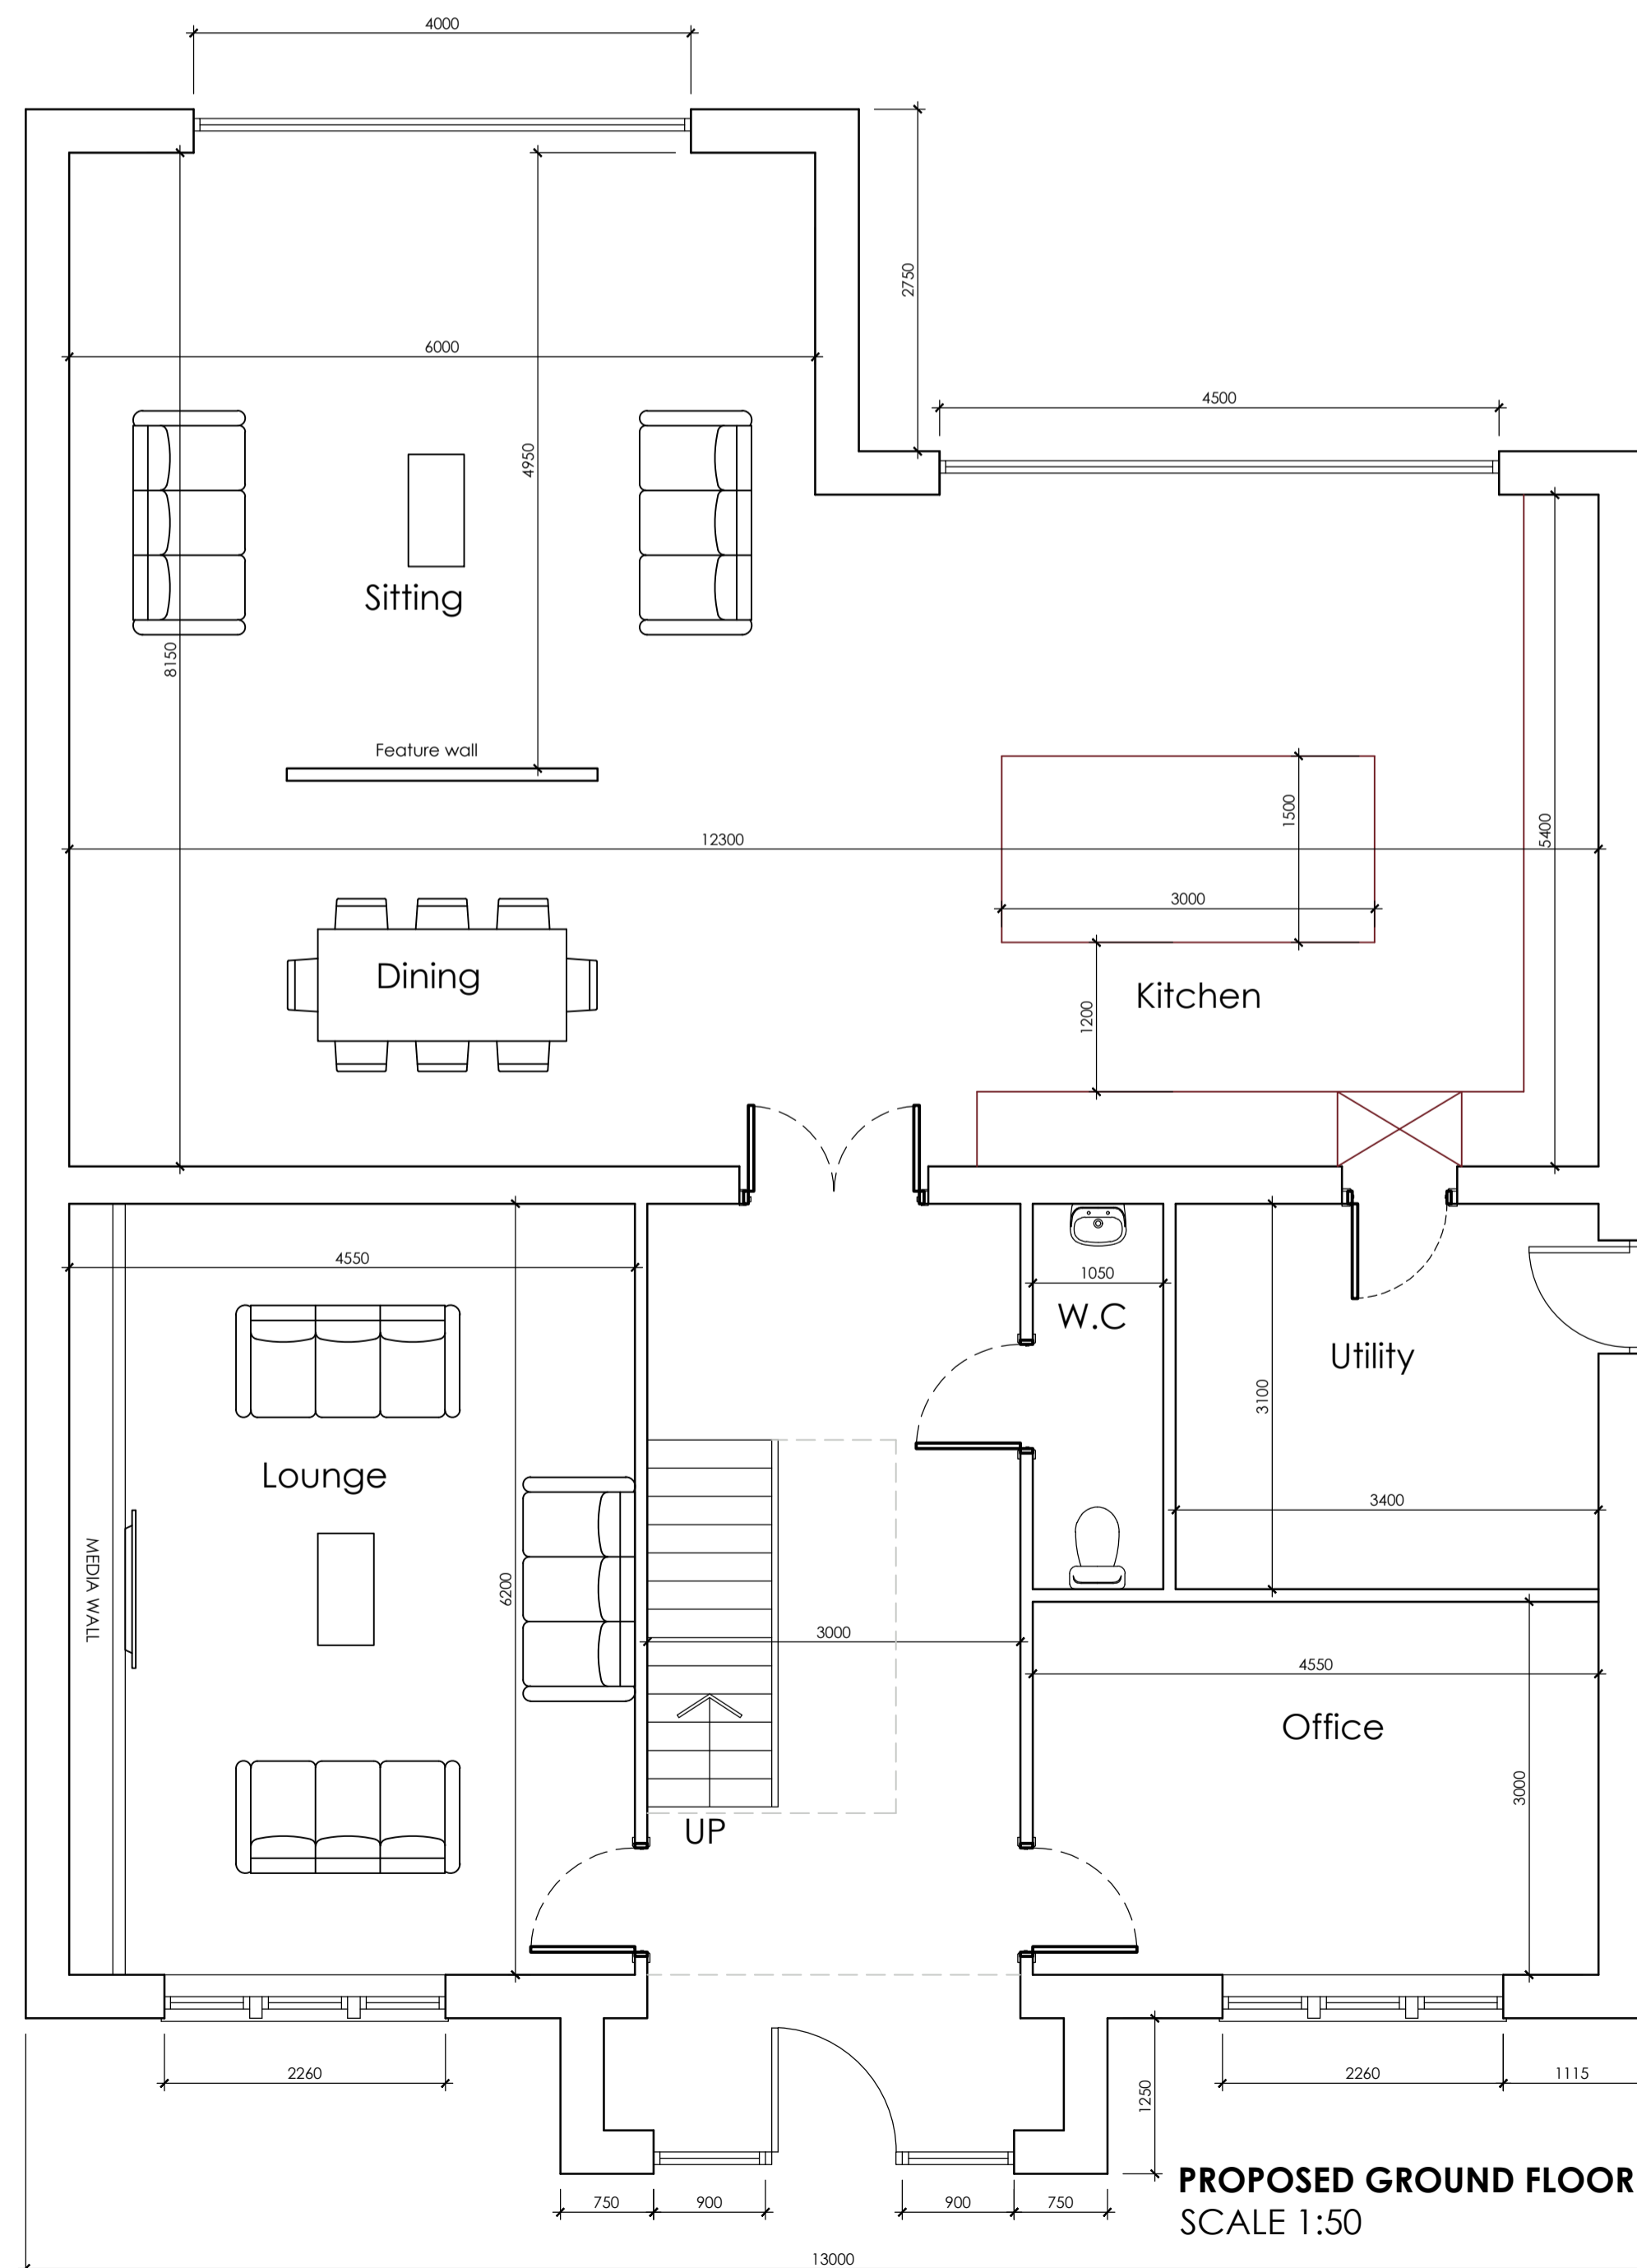 4000
2750
6000
4500
4950
Sitting
8150
Feature wall
1500
5400
12300
3000
Dining
Kitchen
1200
4550
1050
W.C
Utility
3100
Lounge
3400
MEDIA WALL
6200
3000
4550
Office
3000
UP
2260
2260
1115
1250
PROPOSED GROUND FLOOR
750
900
900
750
SCALE 1:50
13000